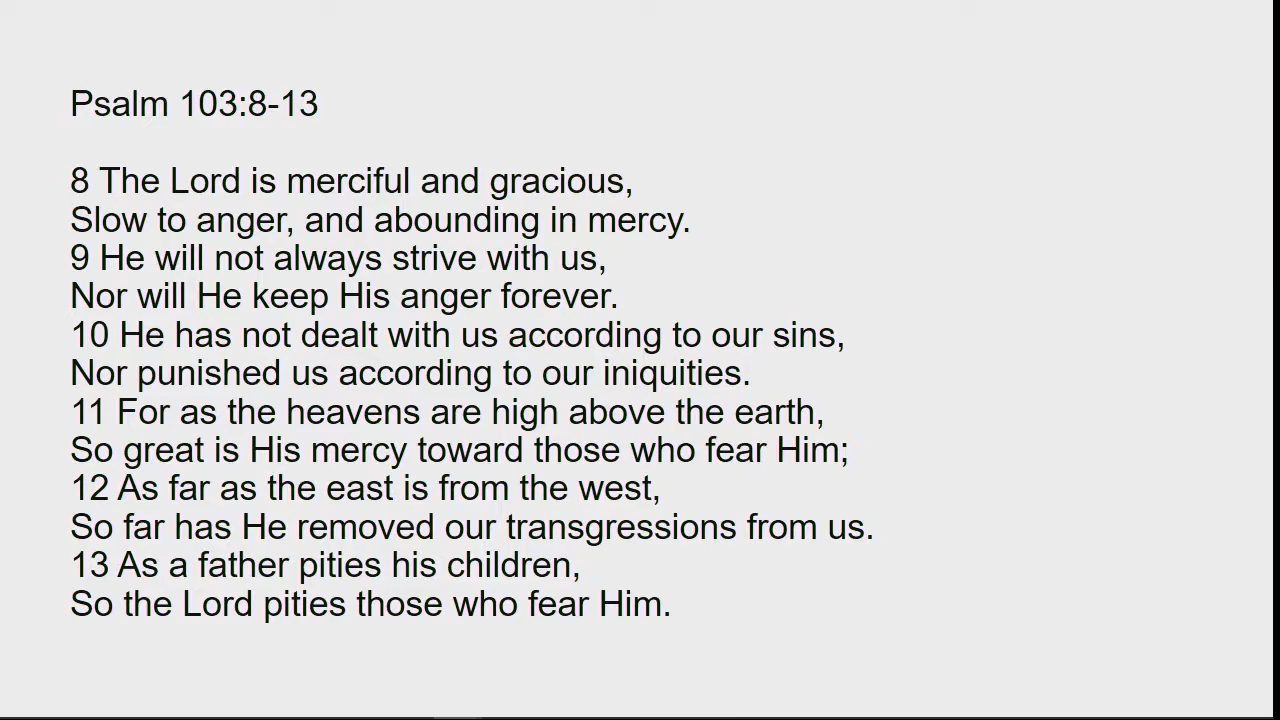 Psalm 103:8-13
8 The Lord is merciful and gracious,
Slow to anger, and abounding in mercy.
9 He will not always strive with us,
Nor will He keep His anger forever.
10 He has not dealt with us according to our sins,
Nor punished us according to our iniquities.
11 For as the heavens are high above the earth,
So great is His mercy toward those who fear Him;
12 As far as the east is from the west,
So far has He removed our transgressions from us.
13 As a father pities his children,
So the Lord pities those who fear Him.